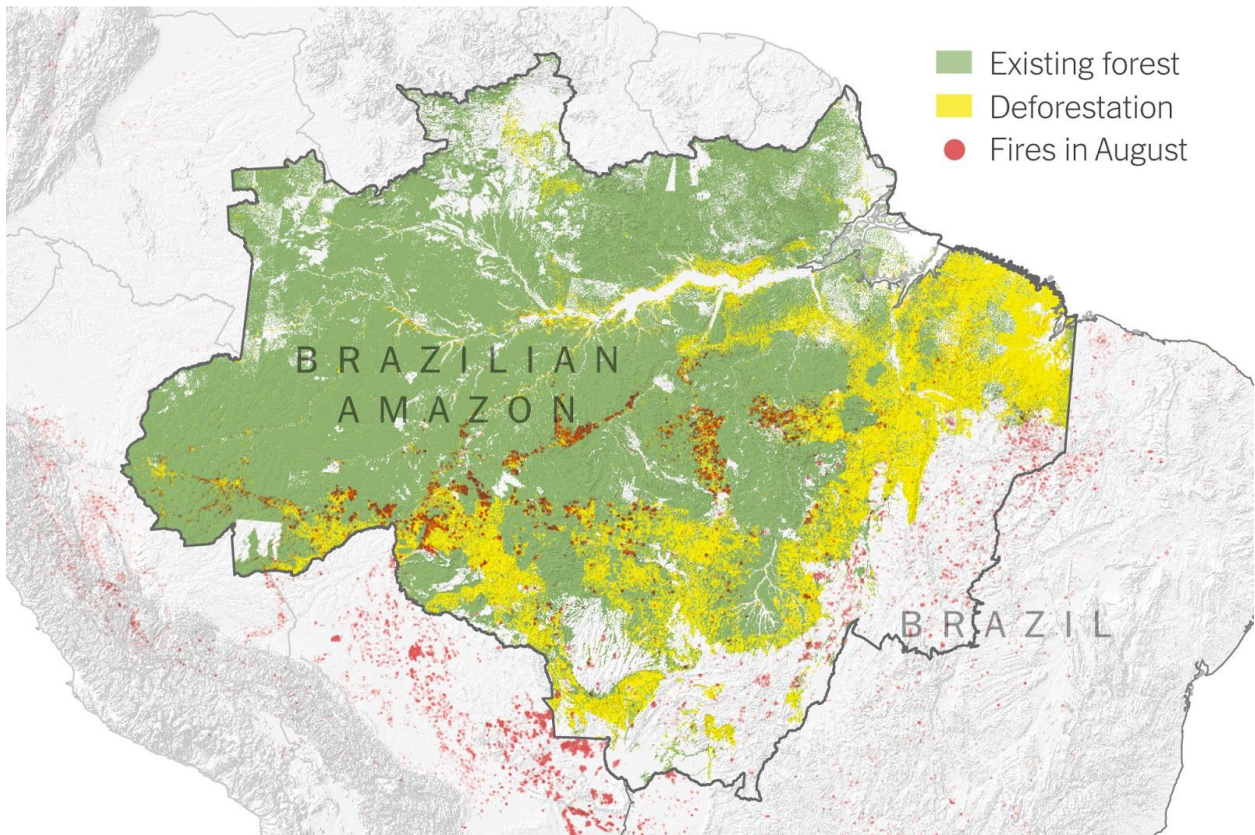 Existing forest
Deforestation
Fires in August
BRAZILIAN
AMAZON
BRAZIL